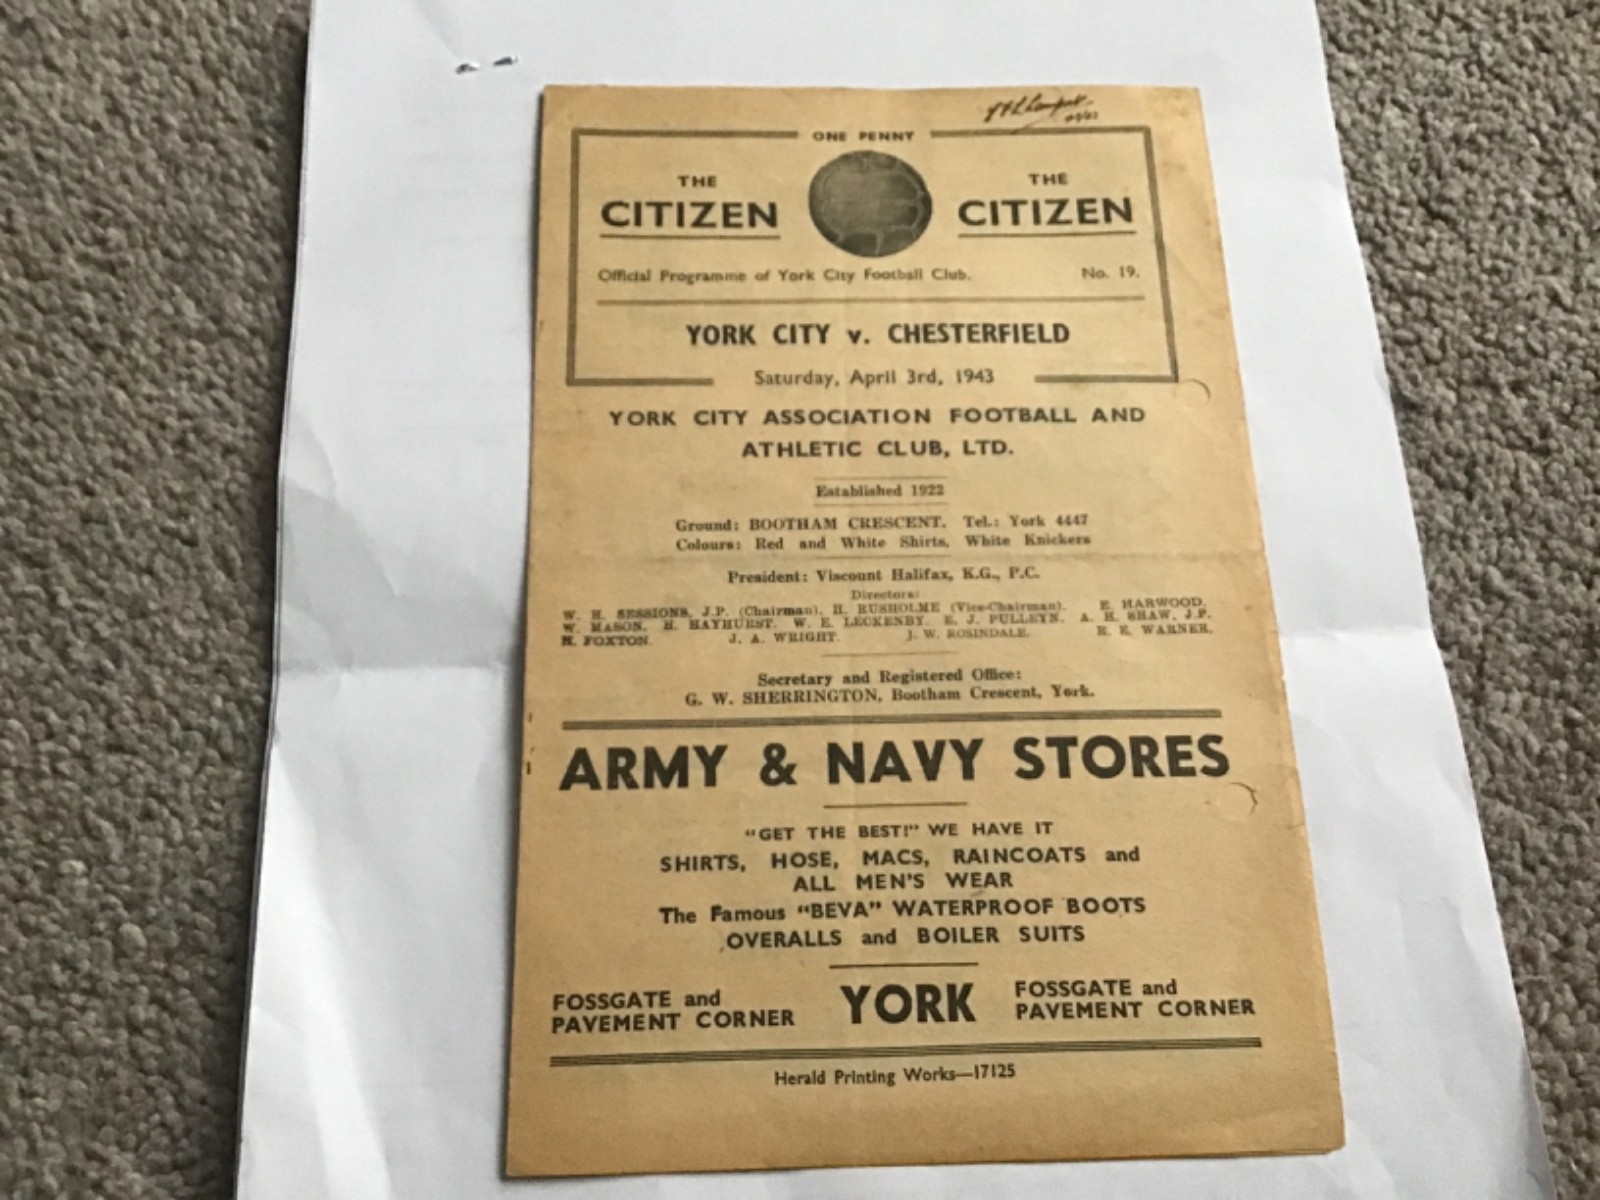 ONE PENNY
THE CITIZEN
THE CITIZEN
Official Programme of York City Football Club. No. 19.
YORK CITY v. CHESTERFIELD
Saturday, April 3rd, 1943
YORK CITY ASSOCIATION FOOTBALL AND
ATHLETIC CLUB, LTD.
Established 1922
Ground: BOOTHAM CRESCENT. Tel.: York 4447
Colours: Red and White Shirts, White Knickers
President: Viscount Halifax, K.G., P.C.
Directors:
W. H. SESSIONS, J.P. (Chairman). H. RUSHOLME (Vice-Chairman). E. HARWOOD.
W. MASON. H. HAYHURST. W. E. LECKENBY. E. J. PULLEYN. A. H. SHAW, J.P.
H. FOXTON. J. A. WRIGHT. J. W. ROSINDALE. R. E. WARNER.
Secretary and Registered Office:
G. W. SHERRINGTON, Bootham Crescent, York.
ARMY & NAVY STORES
"GET THE BEST!" WE HAVE IT
SHIRTS, HOSE, MACS, RAINCOATS and
ALL MEN'S WEAR
The Famous "BEVA" WATERPROOF BOOTS
OVERALLS and BOILER SUITS
FOSSGATE and
PAVEMENT CORNER
YORK
FOSSGATE and
PAVEMENT CORNER
Herald Printing Works—17125